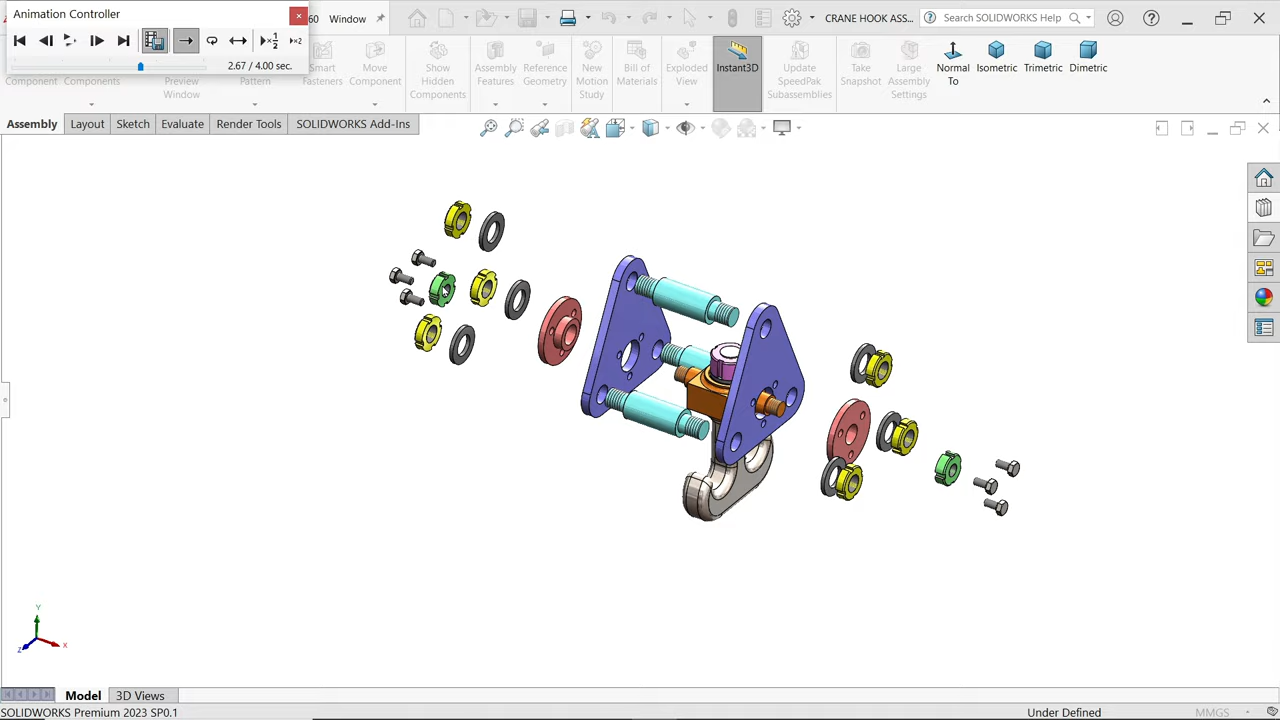 Animation Controller
60 Window
CRANE HOOK ASS...
Search SOLIDWORKS Help
2.67 / 4.00 sec.
Component
Components
Preview
Window
Pattern
Smart
Fasteners
Move
Component
Show
Hidden
Components
Assembly
Features
Reference
Geometry
New
Motion
Study
Bill of
Materials
Exploded
View
Instant3D
Update
SpeedPak
Subassemblies
Take
Snapshot
Large
Assembly
Settings
Normal
To
Isometric
Trimetric
Dimetric
Assembly Layout Sketch Evaluate Render Tools SOLIDWORKS Add-Ins
Y
X
Z
Model 3D Views
SOLIDWORKS Premium 2023 SP0.1 Under Defined MMGS